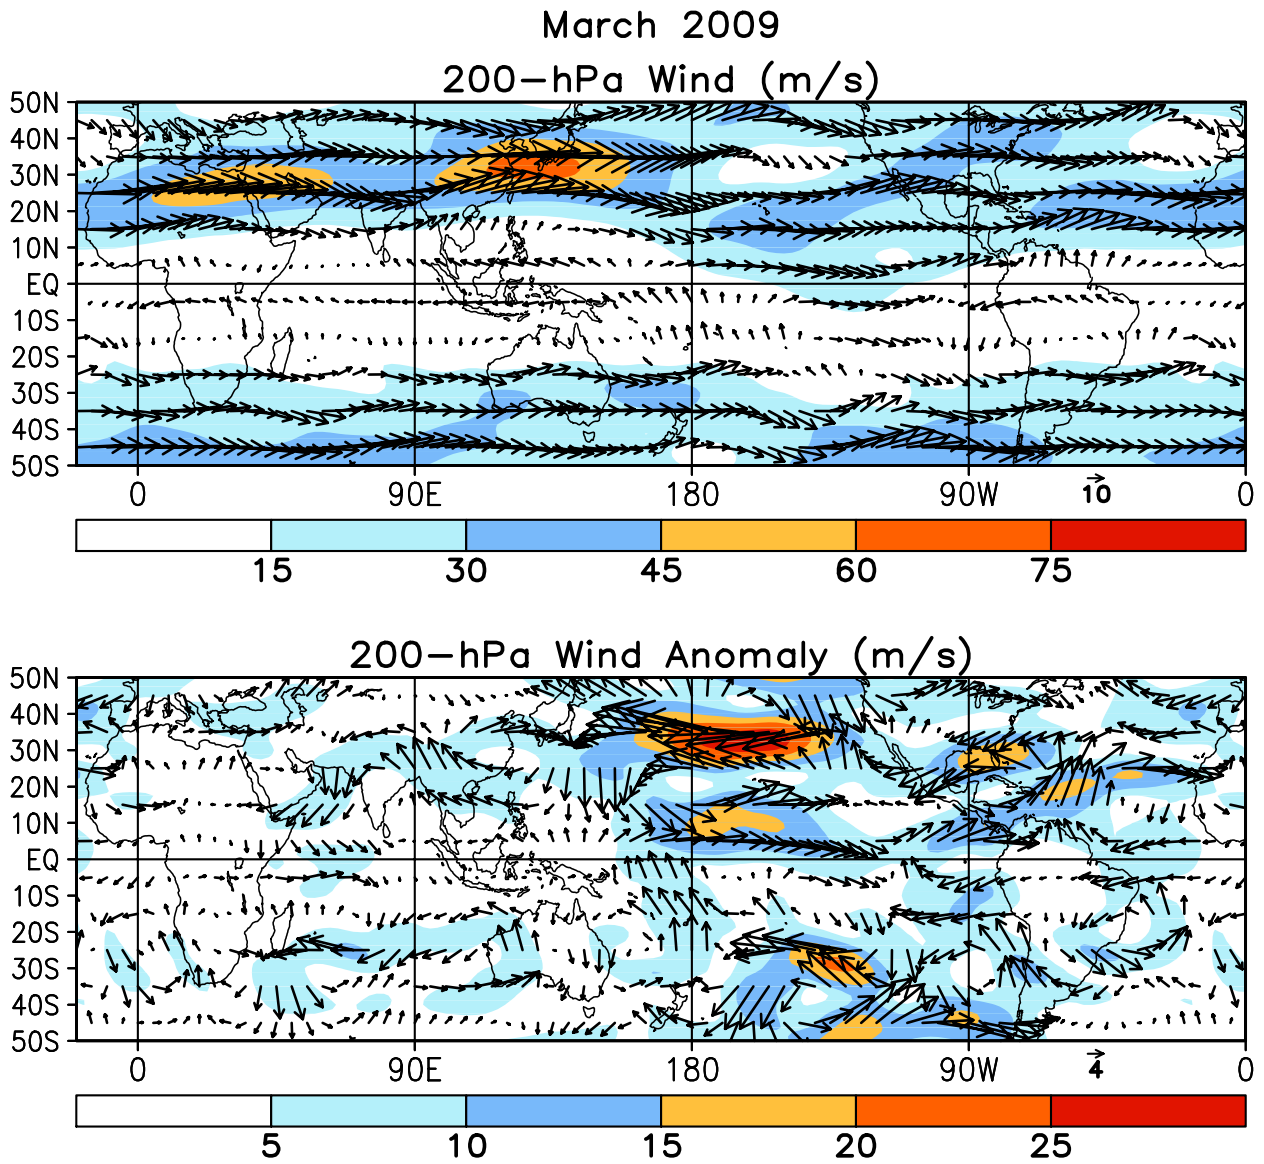 March 2009
200-hPa Wind (m/s)
50N
40N
30N
20N
10N
EQ
10S
20S
30S
40S
50S
0 90E 180 90W 10 0
15 30 45 60 75
200-hPa Wind Anomaly (m/s)
50N
40N
30N
20N
10N
EQ
10S
20S
30S
40S
50S
0 90E 180 90W 4 0
5 10 15 20 25